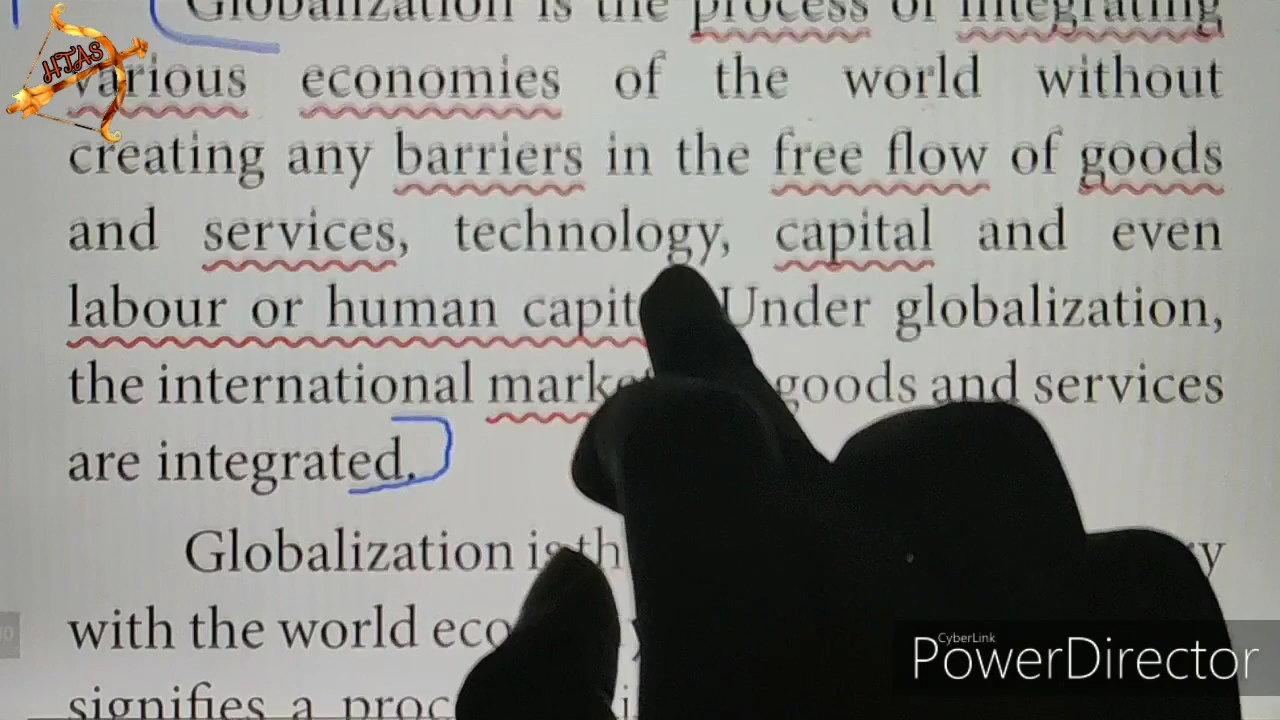 Globalization is the process of integrating
HTAS
various economies of the world without
creating any barriers in the free flow of goods
and services, technology, capital and even
labour or human capit Under globalization,
the international mark goods and services
are integrated.
Globalization is th
with the world eco
signifies a proc
CyberLink
PowerDirector